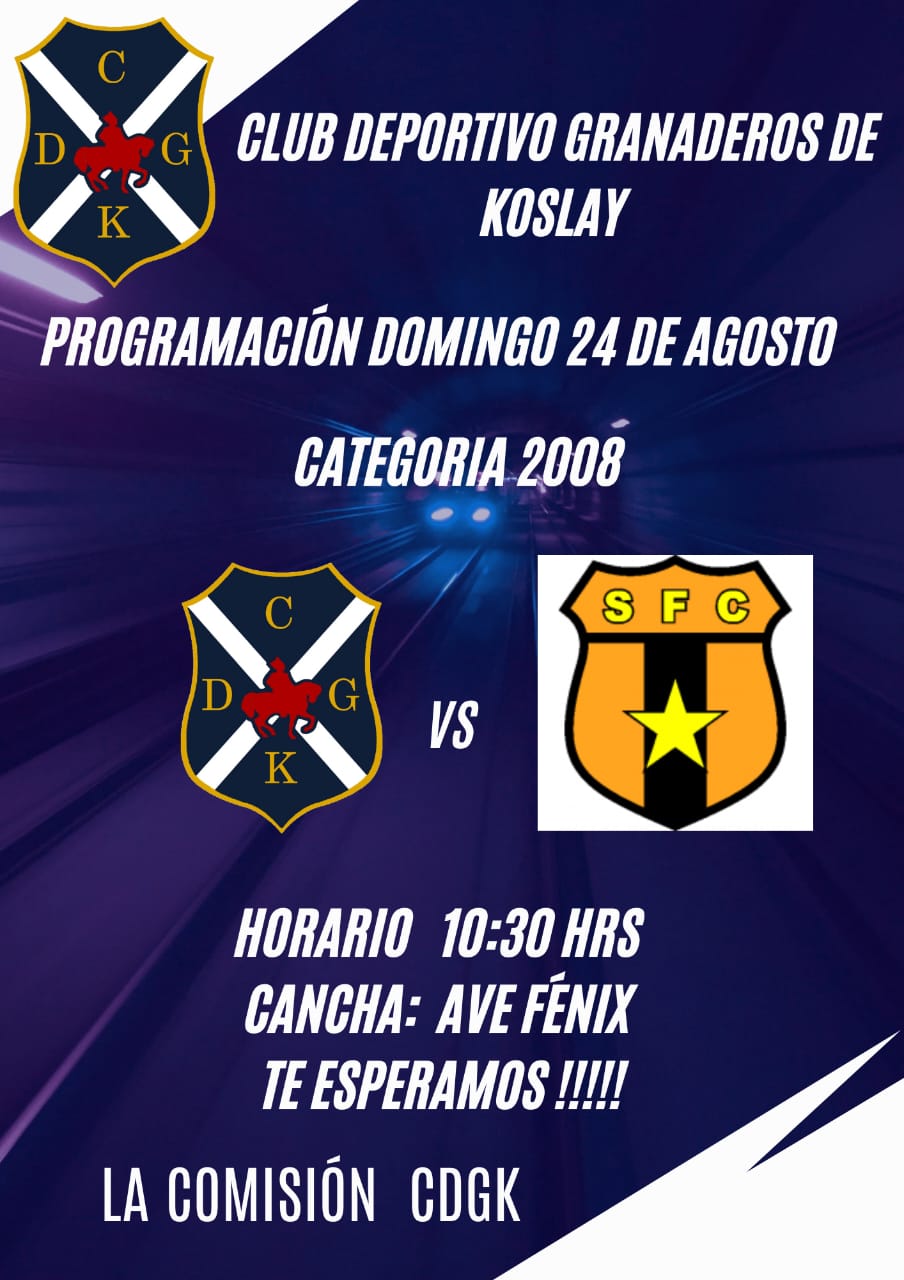 C
D G
K
CLUB DEPORTIVO GRANADEROS DE
KOSLAY
PROGRAMACIÓN DOMINGO 24 DE AGOSTO
CATEGORIA 2008
C
D G
K
VS
S F C
HORARIO 10:30 HRS
CANCHA: AVE FÉNIX
TE ESPERAMOS !!!!!
LA COMISIÓN CDGK